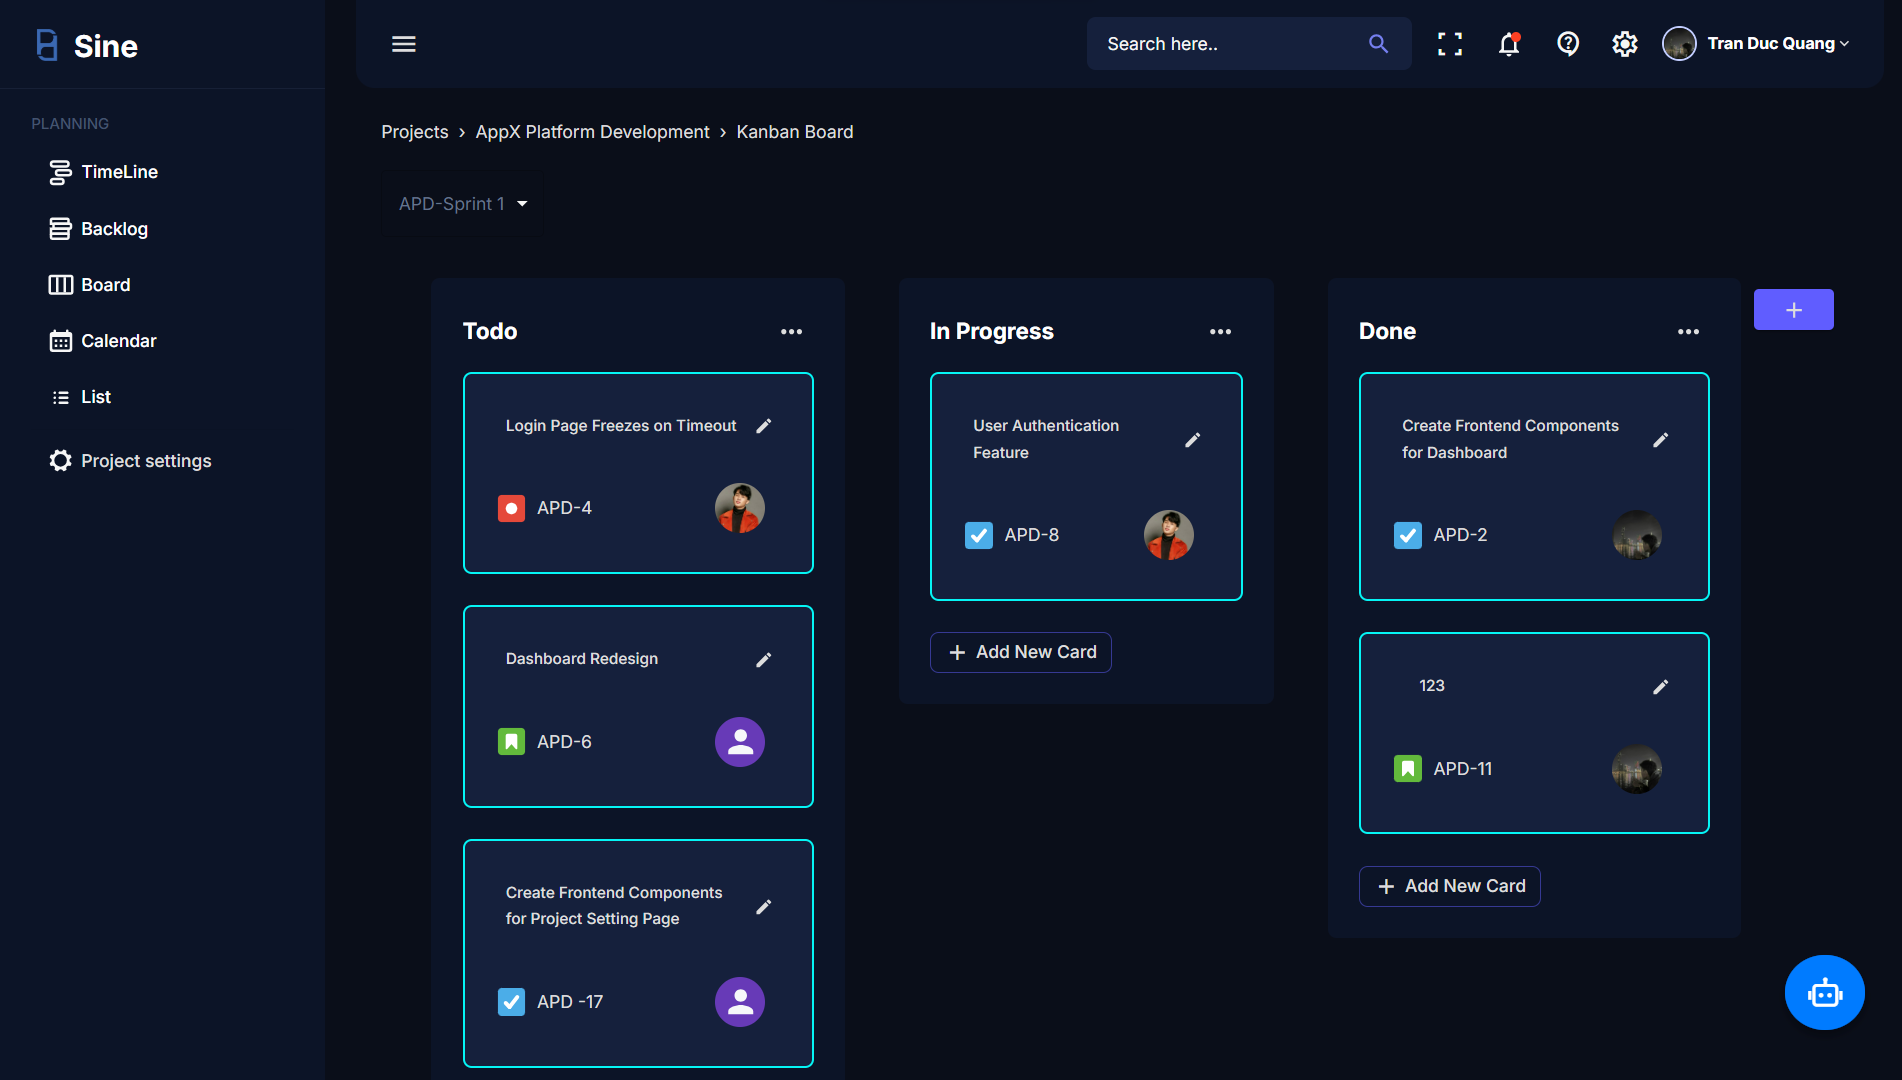 Sine
Search here..
Tran Duc Quang
PLANNING
TimeLine
Backlog
Board
Calendar
List
Project settings
Projects › AppX Platform Development › Kanban Board
APD-Sprint 1
Todo
Login Page Freezes on Timeout
APD-4
Dashboard Redesign
APD-6
Create Frontend Components
for Project Setting Page
APD -17
In Progress
User Authentication
Feature
APD-8
+ Add New Card
Done
Create Frontend Components
for Dashboard
APD-2
123
APD-11
+ Add New Card
+